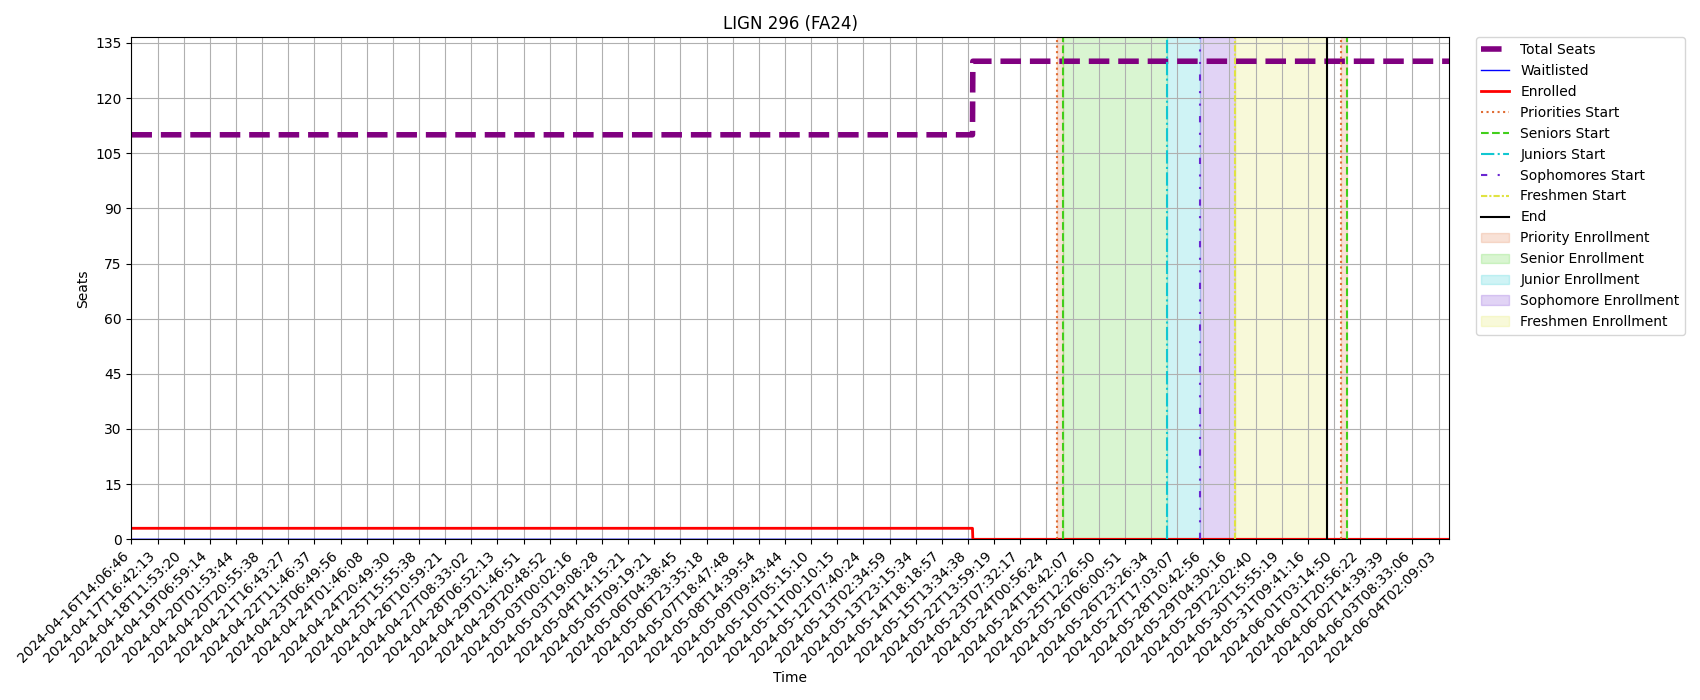 LIGN 296 (FA24)
135
120
105
90
75
60
45
30
15
0
Seats
2024-04-16T14:06:46
2024-04-17T16:42:13
2024-04-18T11:53:20
2024-04-19T06:59:14
2024-04-20T01:53:44
2024-04-20T20:55:38
2024-04-21T16:43:27
2024-04-22T11:46:37
2024-04-23T06:49:56
2024-04-24T01:46:08
2024-04-24T20:49:30
2024-04-25T15:55:38
2024-04-26T10:59:21
2024-04-27T08:33:02
2024-04-28T06:52:13
2024-04-29T01:46:51
2024-04-29T20:48:52
2024-05-03T00:02:16
2024-05-03T19:08:28
2024-05-04T14:15:21
2024-05-05T09:19:21
2024-05-06T04:38:45
2024-05-06T23:35:18
2024-05-07T18:47:48
2024-05-08T14:39:54
2024-05-09T09:43:44
2024-05-10T05:15:10
2024-05-11T00:10:15
2024-05-12T07:40:24
2024-05-13T02:34:59
2024-05-13T23:15:34
2024-05-14T18:18:57
2024-05-15T13:34:38
2024-05-22T13:59:19
2024-05-23T07:32:17
2024-05-24T00:56:24
2024-05-24T18:42:07
2024-05-25T12:26:50
2024-05-26T06:00:51
2024-05-26T23:26:34
2024-05-27T17:03:07
2024-05-28T10:42:56
2024-05-29T04:30:16
2024-05-29T22:02:40
2024-05-30T15:55:19
2024-05-31T09:41:16
2024-06-01T03:14:50
2024-06-01T20:56:22
2024-06-02T14:39:39
2024-06-03T08:33:06
2024-06-04T02:09:03
Time
Total Seats
Waitlisted
Enrolled
Priorities Start
Seniors Start
Juniors Start
Sophomores Start
Freshmen Start
End
Priority Enrollment
Senior Enrollment
Junior Enrollment
Sophomore Enrollment
Freshmen Enrollment